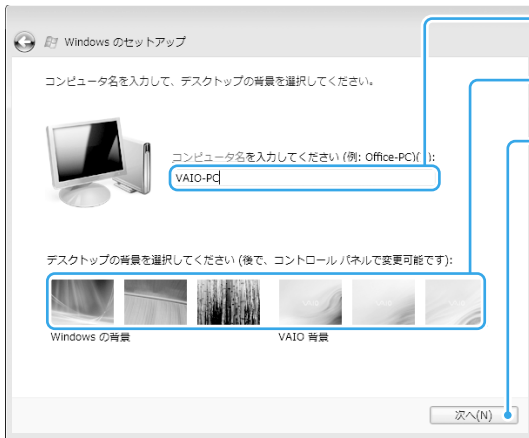 Windows のセットアップ
コンピュータ名を入力して、デスクトップの背景を選択してください。
コンピュータ名を入力してください (例: Office-PC)( ):
VAIO-PC
デスクトップの背景を選択してください (後で、コントロール パネルで変更可能です):
Windows の背景
VAIO 背景
次へ(N)